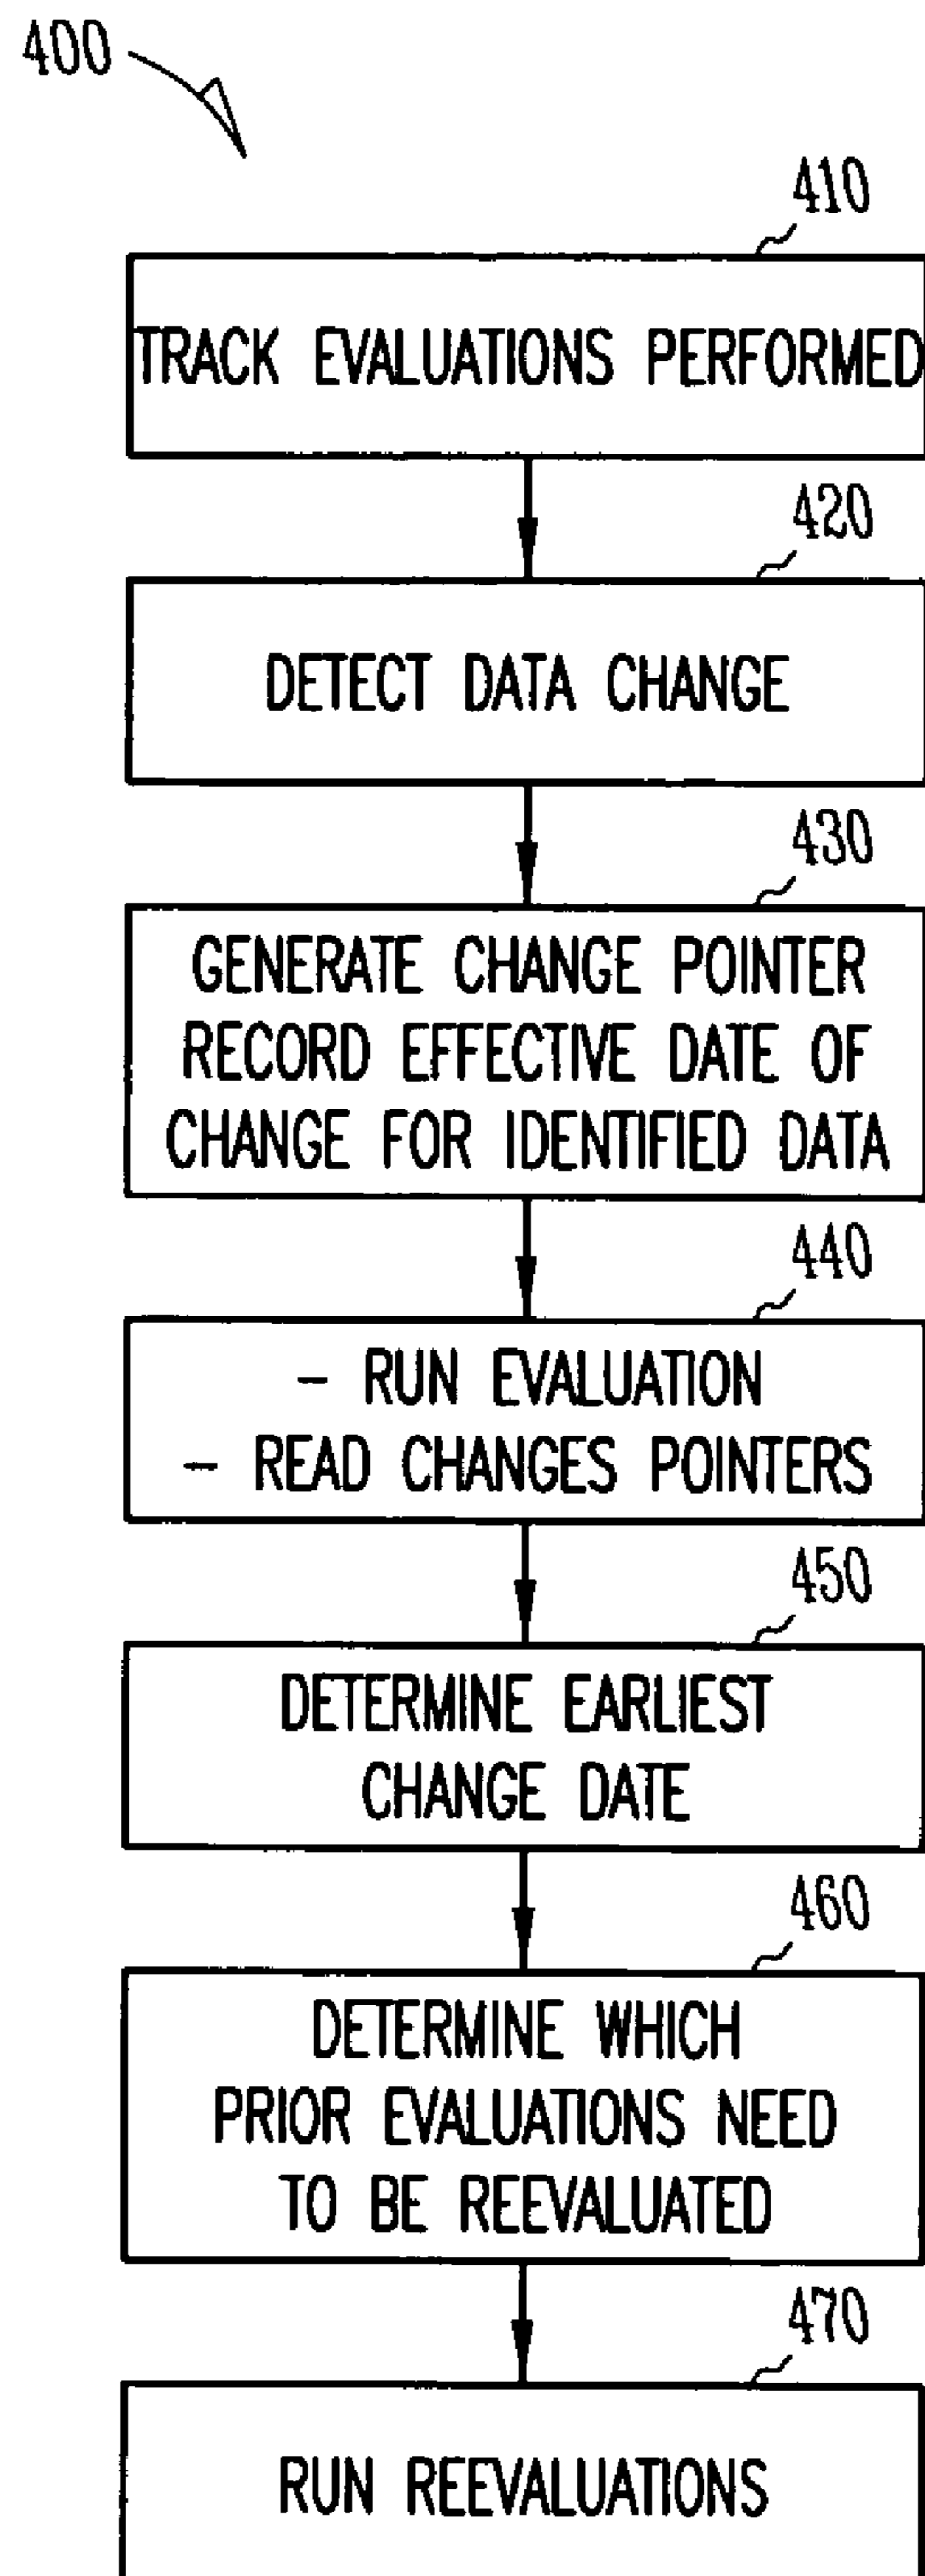 400
410
TRACK EVALUATIONS PERFORMED
420
DETECT DATA CHANGE
430
GENERATE CHANGE POINTER
RECORD EFFECTIVE DATE OF
CHANGE FOR IDENTIFIED DATA
440
- RUN EVALUATION
- READ CHANGES POINTERS
450
DETERMINE EARLIEST
CHANGE DATE
460
DETERMINE WHICH
PRIOR EVALUATIONS NEED
TO BE REEVALUATED
470
RUN REEVALUATIONS